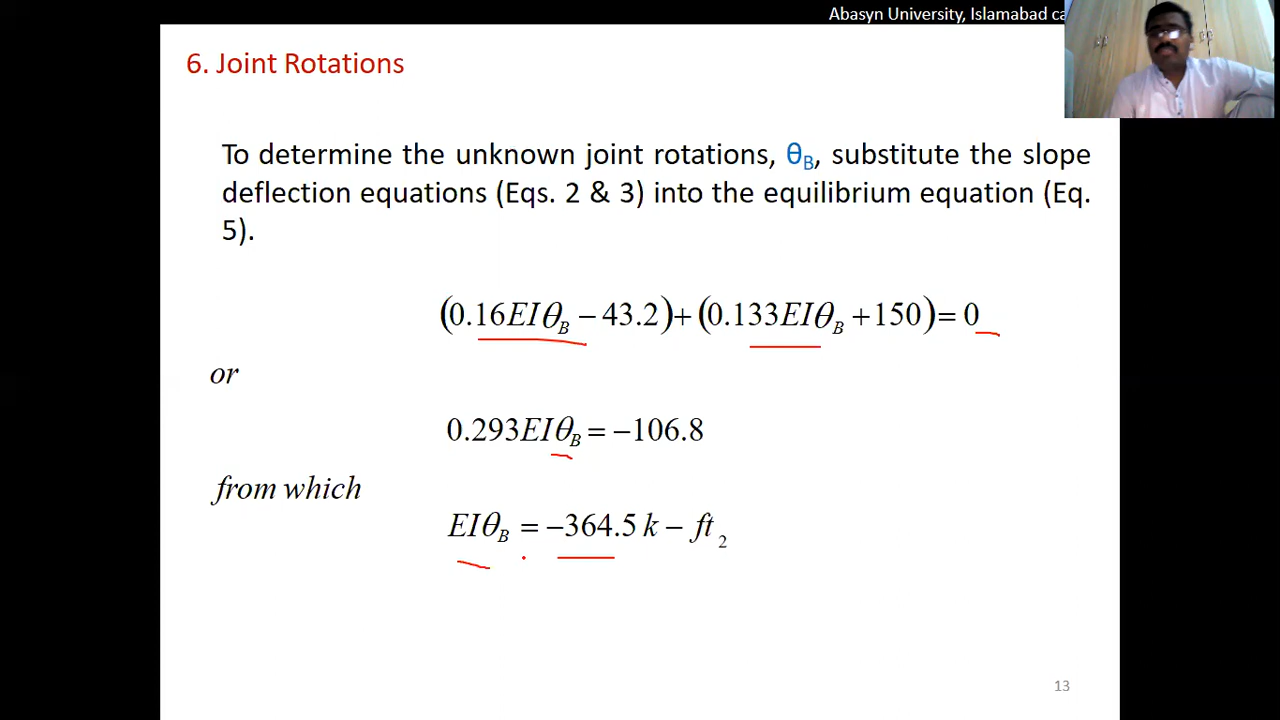 Abasyn University, Islamabad ca
6. Joint Rotations
To determine the unknown joint rotations, θB, substitute the slope
deflection equations (Eqs. 2 & 3) into the equilibrium equation (Eq.
5).
(0.16EIθB − 43.2) + (0.133EIθB + 150) = 0
or
0.293EIθB = −106.8
from which
EIθB = −364.5 k − ft 2
13